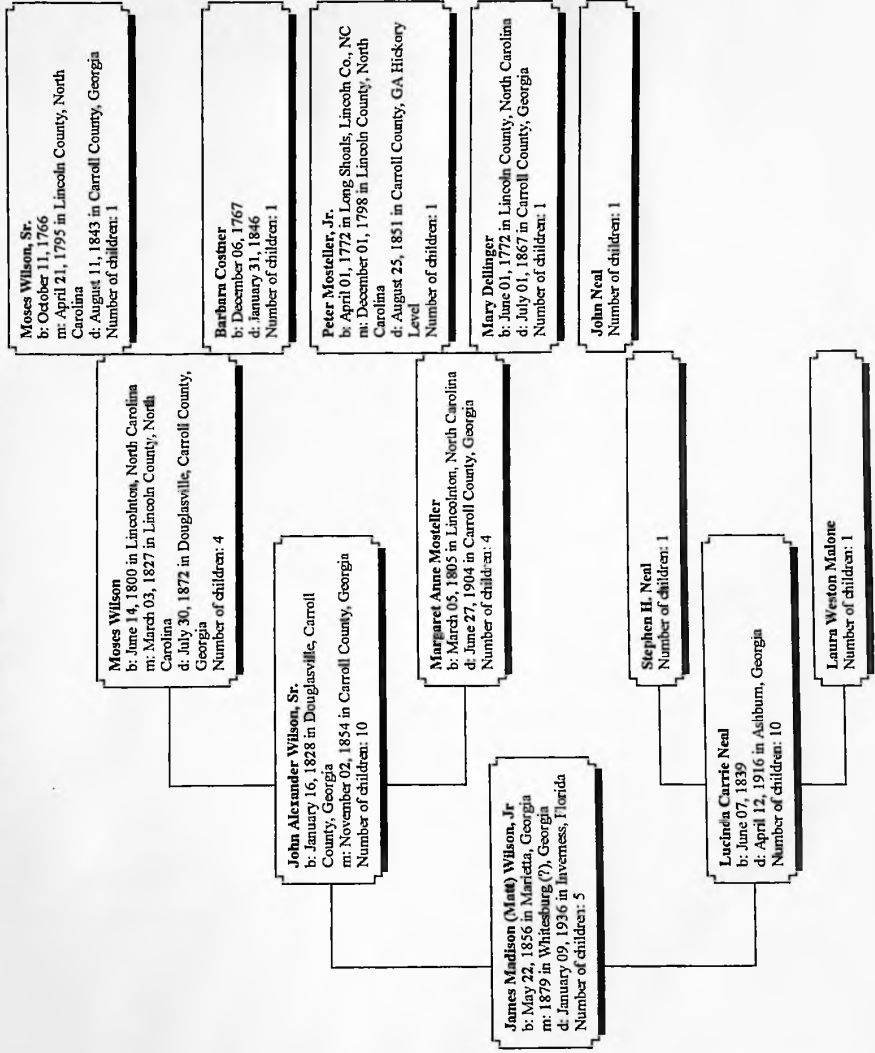 James Madison (Matt) Wilson, Jr
b: May 22, 1856 in Marietta, Georgia
m: 1879 in Whitesburg,(?), Georgia
d: January 09, 1936 in Inverness, Florida
Number of children: 5
John Alexander Wilson, Sr.
b: January 16, 1828 in Douglasville, Carroll
County, Georgia
m: November 02, 1854 in Carroll County, Georgia
Number of children: 10
Lucinda Carrie Neal
b: June 07, 1839
d: April 12, 1916 in Ashburn, Georgia
Number of children: 10
Moses Wilson
b: June 14, 1800 in Lincolnton, North Carolina
m: March 03, 1827 in Lincoln County, North
Carolina
d: July 30, 1872 in Douglasville, Carroll County,
Georgia
Number of children: 4
Margaret Anne Mosteller
b: March 05, 1805 in Lincolnton, North Carolina
d: June 27, 1904 in Carroll County, Georgia
Number of children: 4
Stephen H. Neal
Number of children: 1
Laura Weston Malone
Number of children: 1
Moses Wilson, Sr.
b: October 11, 1766
m: April 21, 1795 in Lincoln County, North
Carolina
d: August 11, 1843 in Carroll County, Georgia
Number of children: 1
Barbara Costner
b: December 06, 1767
d: January 31, 1846
Number of children: 1
Peter Mosteller, Jr.
b: April 01, 1772 in Long Shoals, Lincoln Co., NC
m: December 01, 1798 in Lincoln County, North
Carolina
d: August 25, 1851 in Carroll County, GA Hickory
Level
Number of children: 1
Mary Dellinger
b: June 01, 1772 in Lincoln County, North Carolina
d: July 01, 1867 in Carroll County, Georgia
Number of children: 1
John Neal
Number of children: 1